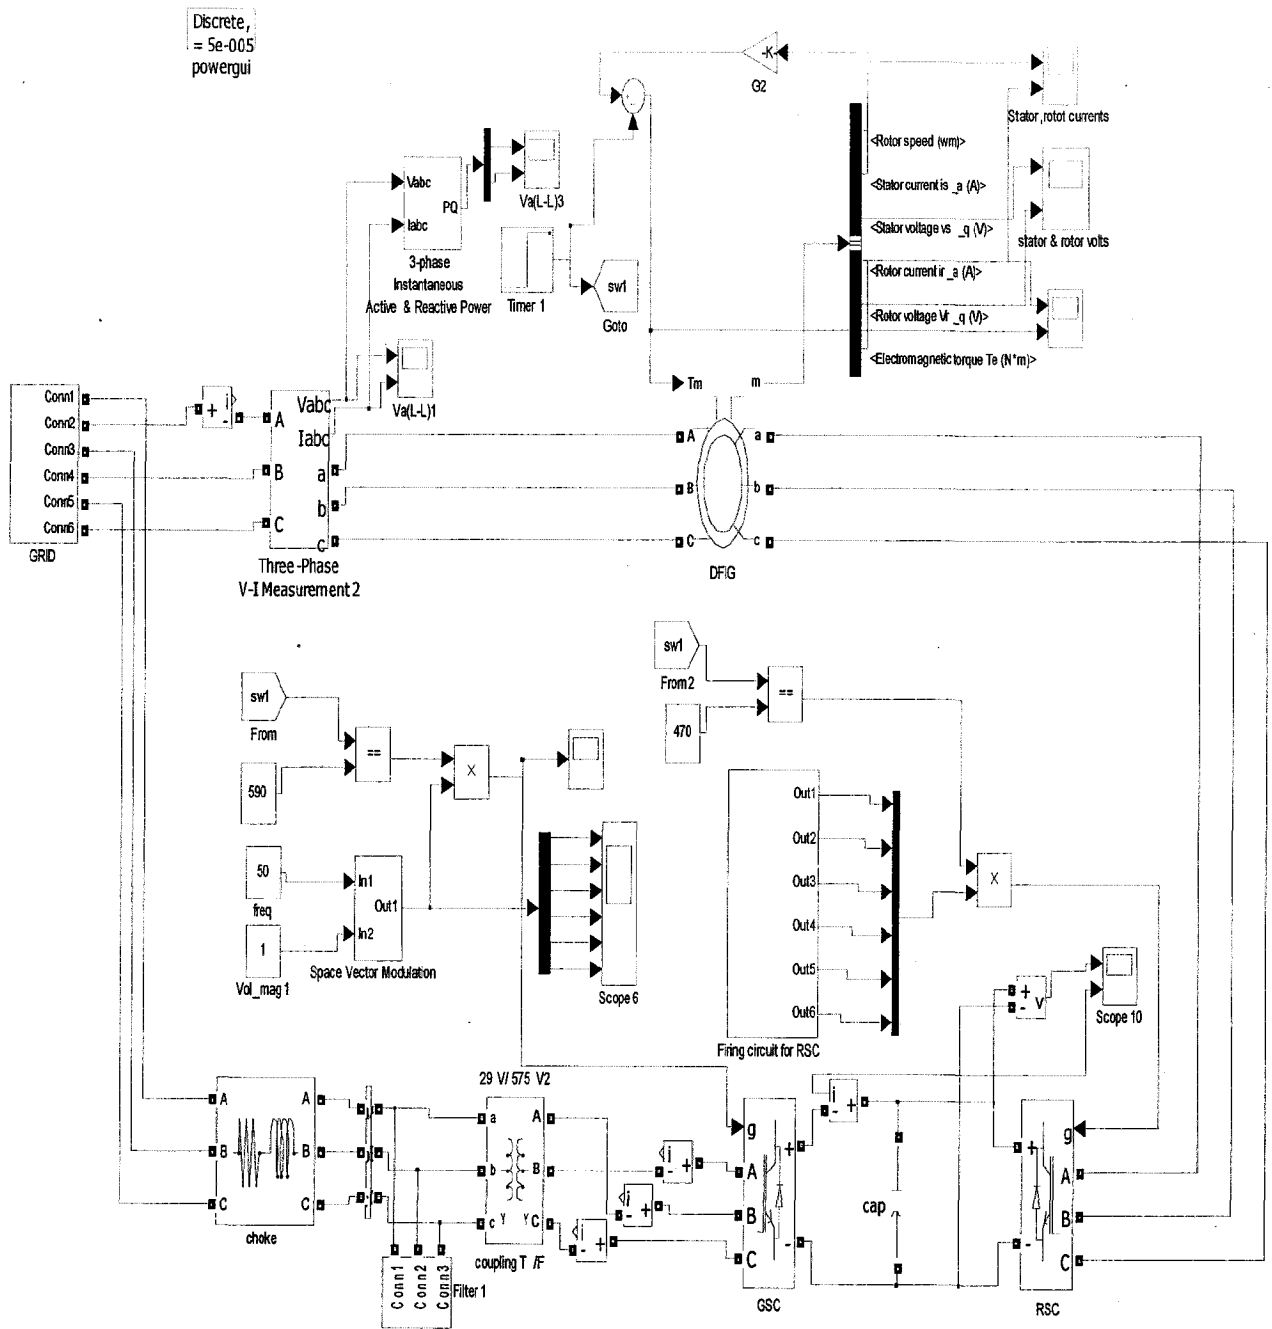 Discrete,
= 5e-005
powergui
-K-
G2
Stator ,rotot currents
<Rotor speed (wm)>
<Stator current is _a (A)>
<Stator voltage vs _q (V)>
<Rotor current ir _a (A)>
<Rotor voltage Vr _q (V)>
<Electromagnetic torque Te (N*m)>
stator & rotor volts
Vabc
Iabc
PQ
3-phase
Instantaneous
Active & Reactive Power
Va(L-L)3
Timer 1
sw1
Goto
Va(L-L)1
Conn1
Conn2
Conn3
Conn4
Conn5
Conn6
GRID
+ i
-
A
B
C
Vabc
Iabc
a
b
c
Three-Phase
V-I Measurement 2
Tm
m
A
B
C
a
b
c
DFIG
sw1
From
590
==
X
50
freq
1
Vol_mag 1
In1
In2
Out1
Space Vector Modulation
Scope 6
sw1
From 2
470
==
Out1
Out2
Out3
Out4
Out5
Out6
Firing circuit for RSC
X
+
-
v
Scope 10
A
B
C
A
B
C
choke
Conn1
Conn2
Conn3
Filter 1
29 V/ 575 V2
a
b
c
A
B
C
Y
Y
coupling T /F
i
- +
i
- +
i
- +
i
- +
g
A
B
C
+
-
GSC
cap
g
+
-
A
B
C
RSC